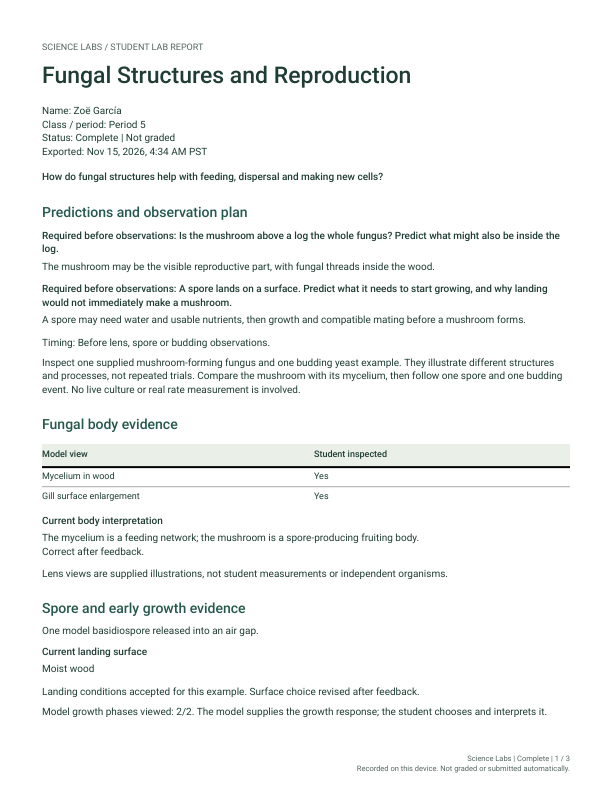 SCIENCE LABS / STUDENT LAB REPORT
Fungal Structures and Reproduction
Name: Zoë García
Class / period: Period 5
Status: Complete | Not graded
Exported: Nov 15, 2026, 4:34 AM PST
How do fungal structures help with feeding, dispersal and making new cells?
Predictions and observation plan
Required before observations: Is the mushroom above a log the whole fungus? Predict what might also be inside the
log.
The mushroom may be the visible reproductive part, with fungal threads inside the wood.
Required before observations: A spore lands on a surface. Predict what it needs to start growing, and why landing
would not immediately make a mushroom.
A spore may need water and usable nutrients, then growth and compatible mating before a mushroom forms.
Timing: Before lens, spore or budding observations.
Inspect one supplied mushroom-forming fungus and one budding yeast example. They illustrate different structures
and processes, not repeated trials. Compare the mushroom with its mycelium, then follow one spore and one budding
event. No live culture or real rate measurement is involved.
Fungal body evidence
Model view Student inspected
Mycelium in wood Yes
Gill surface enlargement Yes
Current body interpretation
The mycelium is a feeding network; the mushroom is a spore-producing fruiting body.
Correct after feedback.
Lens views are supplied illustrations, not student measurements or independent organisms.
Spore and early growth evidence
One model basidiospore released into an air gap.
Current landing surface
Moist wood
Landing conditions accepted for this example. Surface choice revised after feedback.
Model growth phases viewed: 2/2. The model supplies the growth response; the student chooses and interprets it.
Science Labs | Complete | 1 / 3
Recorded on this device. Not graded or submitted automatically.